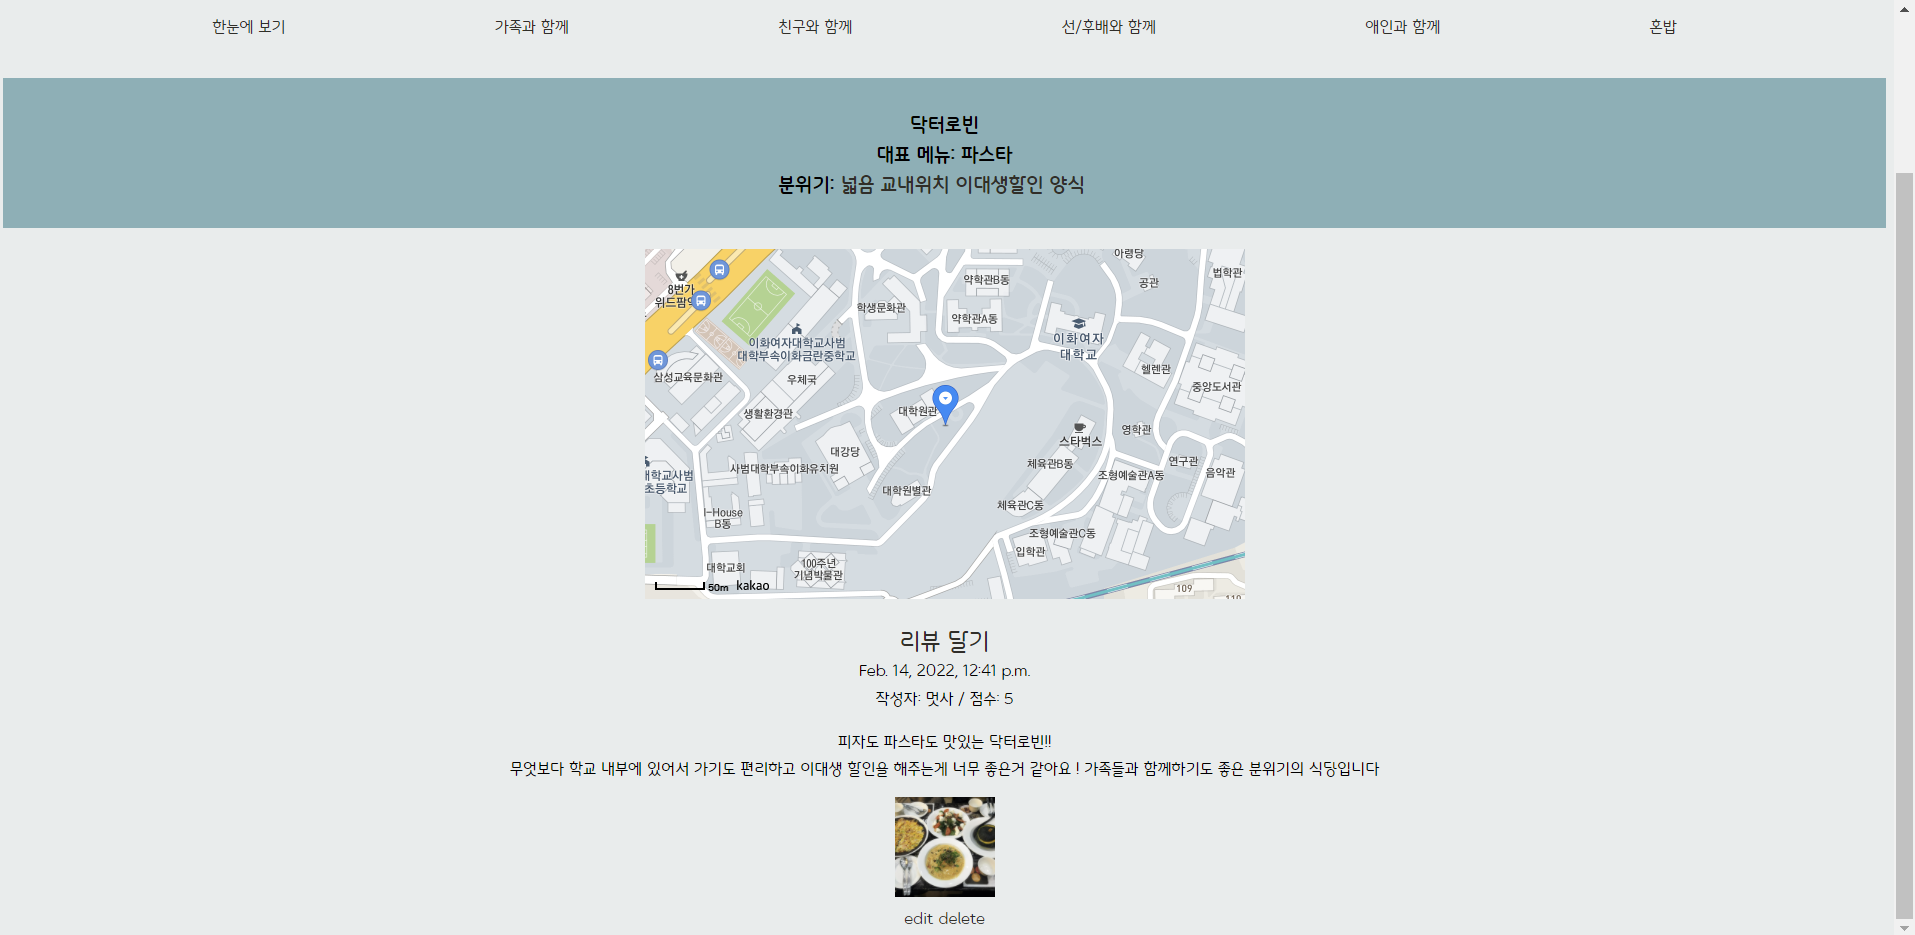 한눈에 보기 가족과 함께 친구와 함께 선/후배와 함께 애인과 함께 혼밥
닥터로빈
대표 메뉴: 파스타
분위기: 넓음 교내위치 이대생할인 양식
아령당
법학관
8번가
위드팜약
약학관B동
공관
학생문화관
약학관A동
이화여자대학교사범
대학부속이화금란중학교
이화여자
대학교
삼성교육문화관
우체국
헬렌관
중앙도서관
생활환경관
대학원관
스타벅스
영학관
대강당
사범대학부속이화유치원
체육관B동
연구관
대학교사범
초등학교
조형예술관A동
음악관
대학원별관
체육관C동
I-House
B동
조형예술관C동
입학관
대학교회
100주년
기념박물관
50m kakao
109
110
리뷰 달기
Feb. 14, 2022, 12:41 p.m.
작성자: 멋사 / 점수: 5
피자도 파스타도 맛있는 닥터로빈!!
무엇보다 학교 내부에 있어서 가기도 편리하고 이대생 할인을 해주는게 너무 좋은거 같아요 ! 가족들과 함께하기도 좋은 분위기의 식당입니다
edit delete